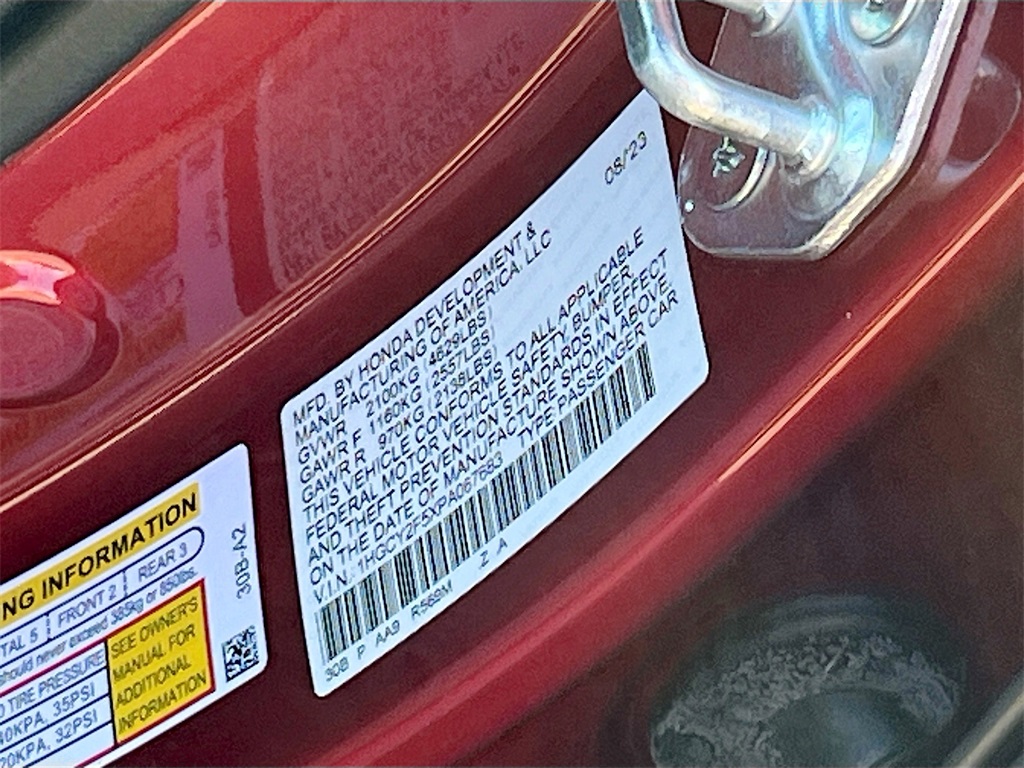 08/'23
MFD. BY HONDA DEVELOPMENT &
MANUFACTURING OF AMERICA, LLC
GVWR 2100KG (4629LBS)
GAWR F 1160KG (2557LBS)
GAWR R 970KG (2138LBS)
THIS VEHICLE CONFORMS TO ALL APPLICABLE
FEDERAL MOTOR VEHICLE SAFETY, BUMPER,
AND THEFT PREVENTION STANDARDS IN EFFECT
ON THE DATE OF MANUFACTURE SHOWN ABOVE.
V.I.N.: 1HGCY2F5XPA067683 TYPE:PASSENGER CAR
30B P AA9 R569M Z A
NG INFORMATION
TAL 5 FRONT 2 REAR 3
should never exceed 385kg or 850lbs.
D TIRE PRESSURE
40KPA, 35PSI
20KPA, 32PSI
SEE OWNER'S
MANUAL FOR
ADDITIONAL
INFORMATION
30B-A2